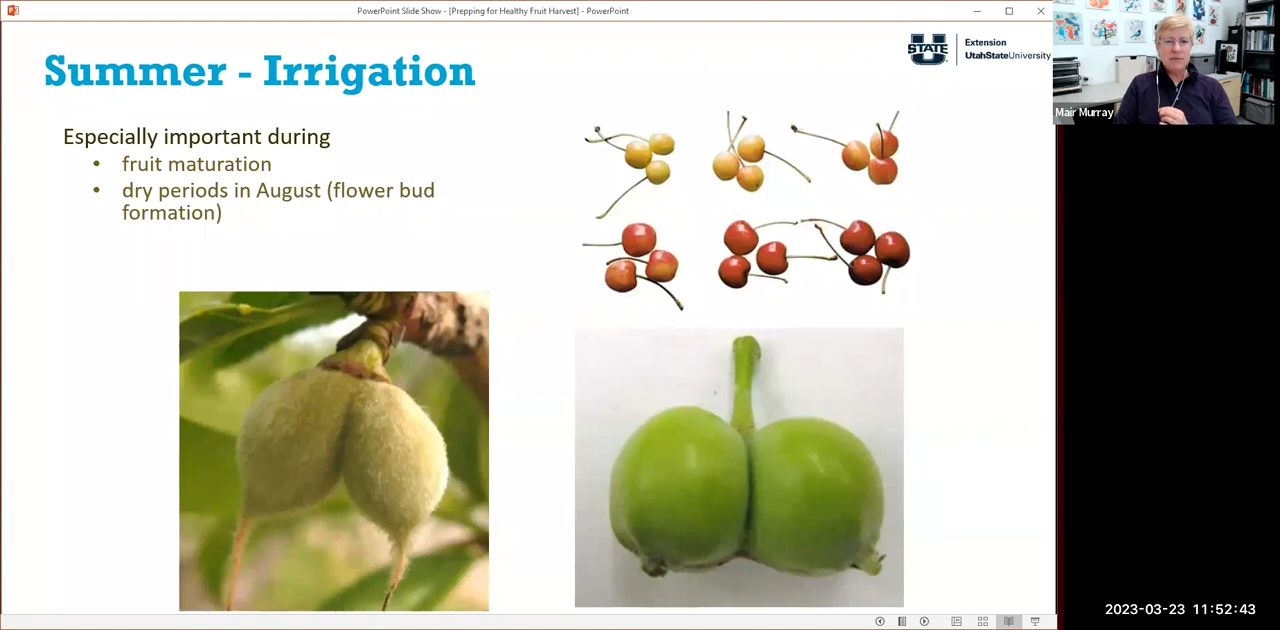 PowerPoint Slide Show - [Prepping for Healthy Fruit Harvest] - PowerPoint
Summer - Irrigation
STATE
Extension
UtahStateUniversity
Mair Murray
Especially important during
• fruit maturation
• dry periods in August (flower bud
formation)
2023-03-23 11:52:43